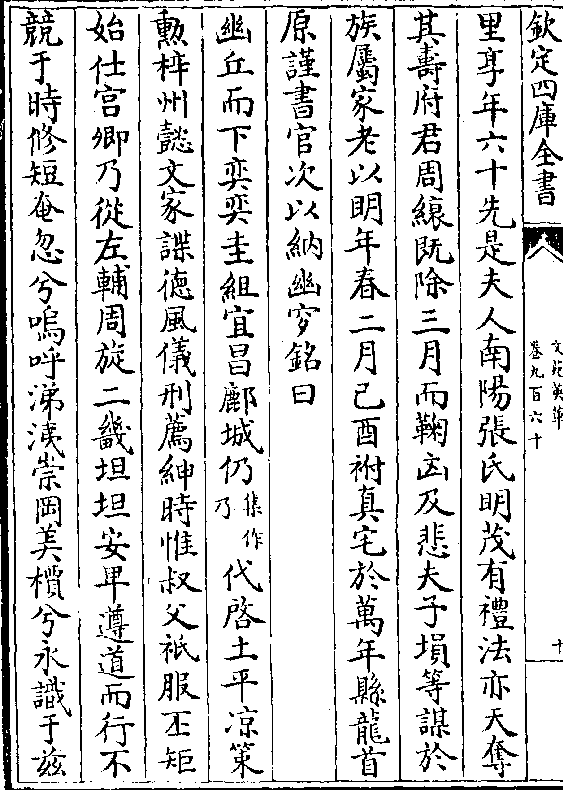 欽定四庫全書
文苑英華
卷九百六十
十
里享年六十先是夫人南陽張氏明茂有禮法亦天奪
其壽府君周縗既除三月而鞠凶及悲夫子塤等謀於
族屬家老以明年春二月己酉祔真宅於萬年縣龍首
原謹書官次以納幽穸銘曰
幽丘而下奕奕圭組宜昌鄜城仍集作乃代啓土平凉策
勲梓州懿文家諜徳風儀刑薦紳時惟叔父祇服丕矩
始仕宫卿乃從左輔周旋二畿坦坦安卑遵道而行不
競于時修短奄忽兮嗚呼涕洟崇岡美檟兮永識于兹